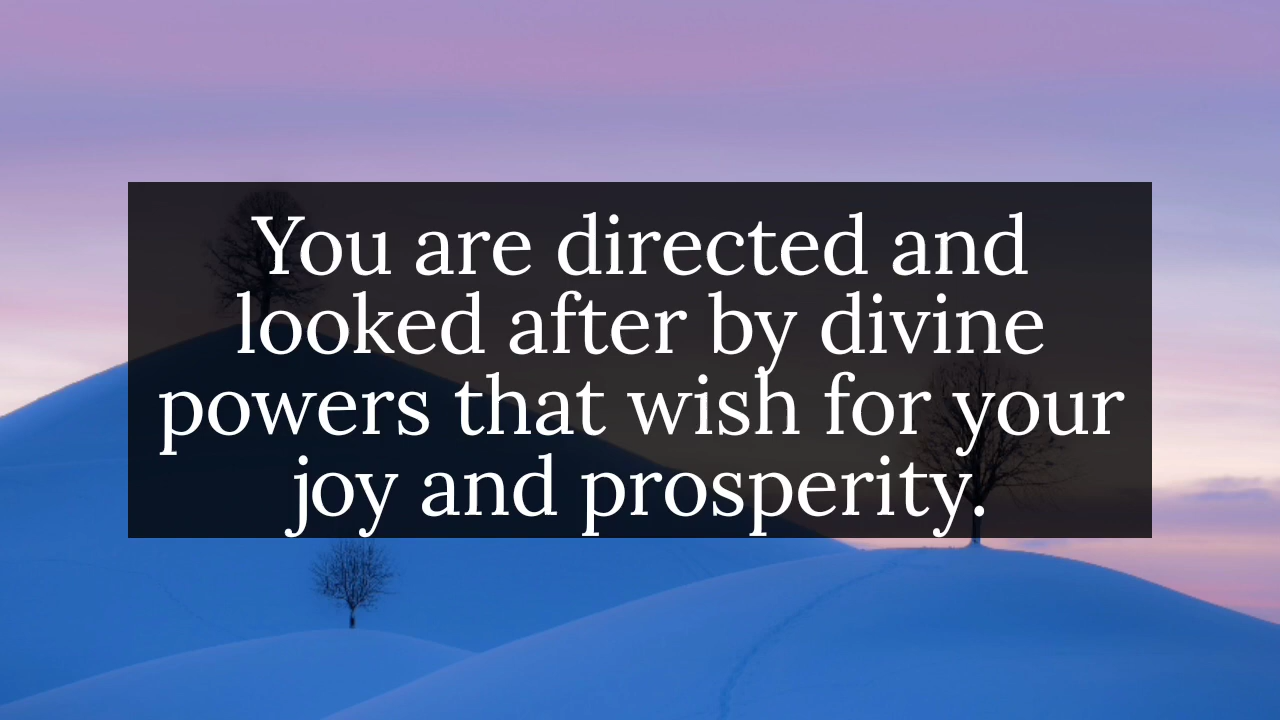 You are directed and
looked after by divine
powers that wish for your
joy and prosperity.